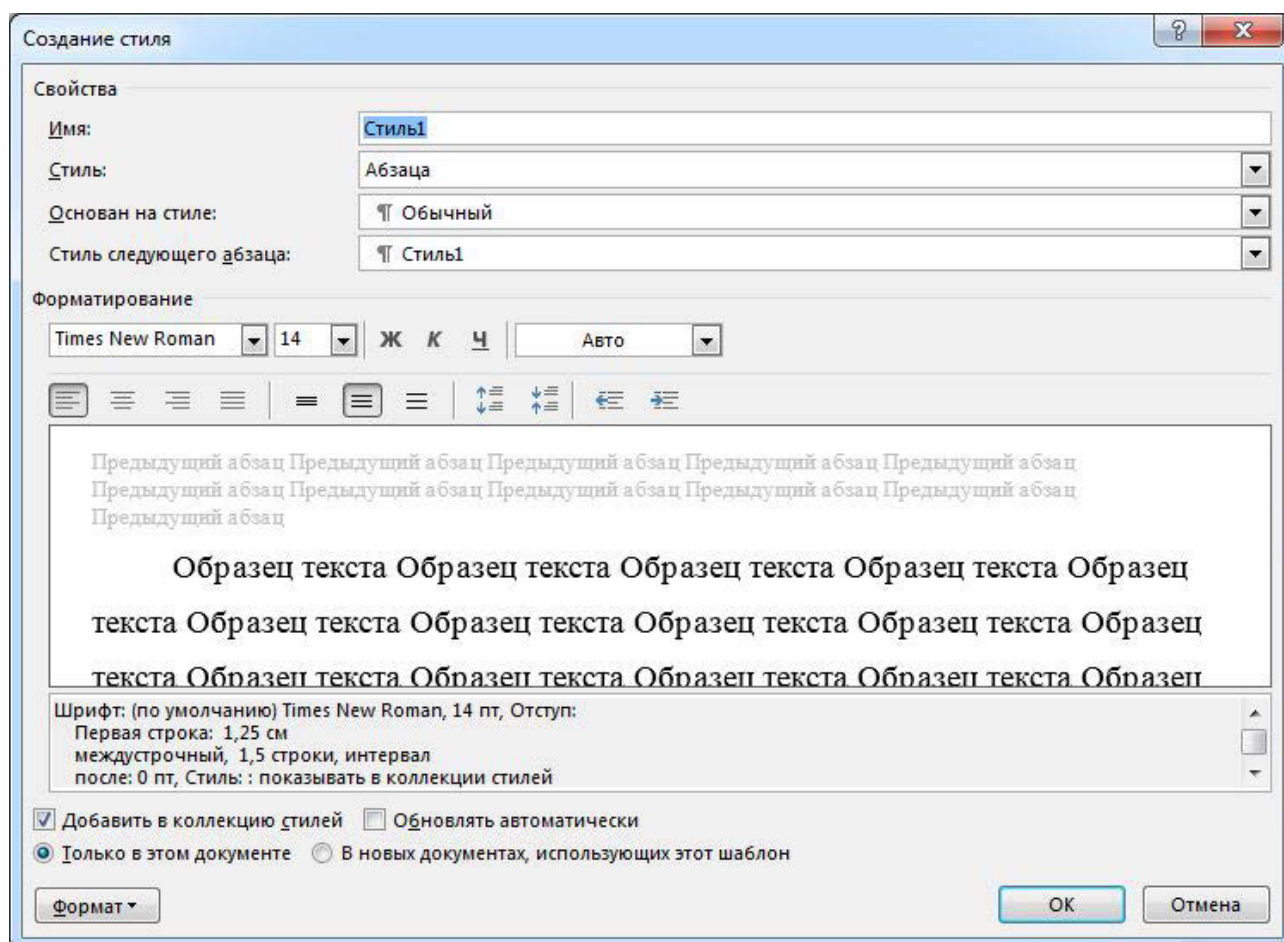 Создание стиля
Свойства
Имя: Стиль1
Стиль: Абзаца
Основан на стиле: ¶ Обычный
Стиль следующего абзаца: ¶ Стиль1
Форматирование
Times New Roman 14 Ж К Ч Авто
Предыдущий абзац Предыдущий абзац Предыдущий абзац Предыдущий абзац Предыдущий абзац
Предыдущий абзац Предыдущий абзац Предыдущий абзац Предыдущий абзац Предыдущий абзац
Предыдущий абзац
Образец текста Образец текста Образец текста Образец текста Образец
текста Образец текста Образец текста Образец текста Образец текста Образец
текста Образец текста Образец текста Образец текста Образец текста Образец
Шрифт: (по умолчанию) Times New Roman, 14 пт, Отступ:
Первая строка: 1,25 см
междустрочный, 1,5 строки, интервал
после: 0 пт, Стиль: : показывать в коллекции стилей
Добавить в коллекцию стилей Обновлять автоматически
Только в этом документе В новых документах, использующих этот шаблон
Формат ОК Отмена